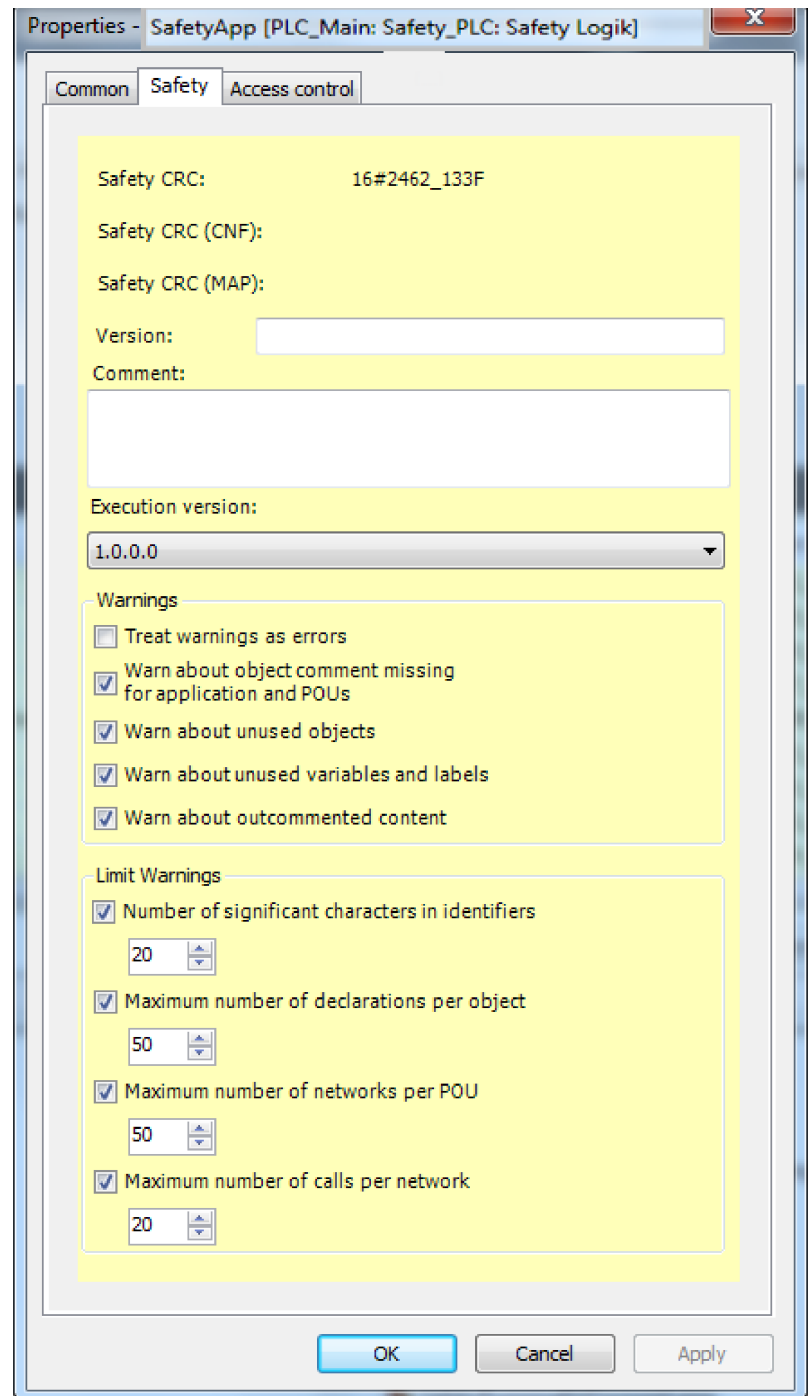 Properties - SafetyApp [PLC_Main: Safety_PLC: Safety Logik]
x
Common Safety Access control
Safety CRC: 16#2462_133F
Safety CRC (CNF):
Safety CRC (MAP):
Version:
Comment:
Execution version:
1.0.0.0
Warnings
Treat warnings as errors
Warn about object comment missing
for application and POUs
Warn about unused objects
Warn about unused variables and labels
Warn about outcommented content
Limit Warnings
Number of significant characters in identifiers
20
Maximum number of declarations per object
50
Maximum number of networks per POU
50
Maximum number of calls per network
20
OK Cancel Apply